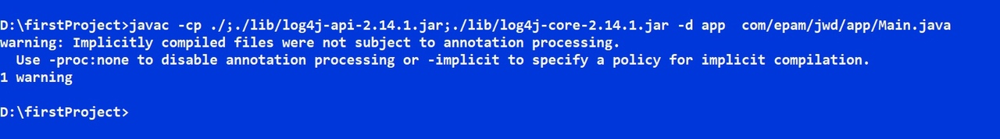 D:\firstProject>javac -cp ./;./lib/log4j-api-2.14.1.jar;./lib/log4j-core-2.14.1.jar -d app  com/epam/jwd/app/Main.java
warning: Implicitly compiled files were not subject to annotation processing.
  Use -proc:none to disable annotation processing or -implicit to specify a policy for implicit compilation.
1 warning
D:\firstProject>